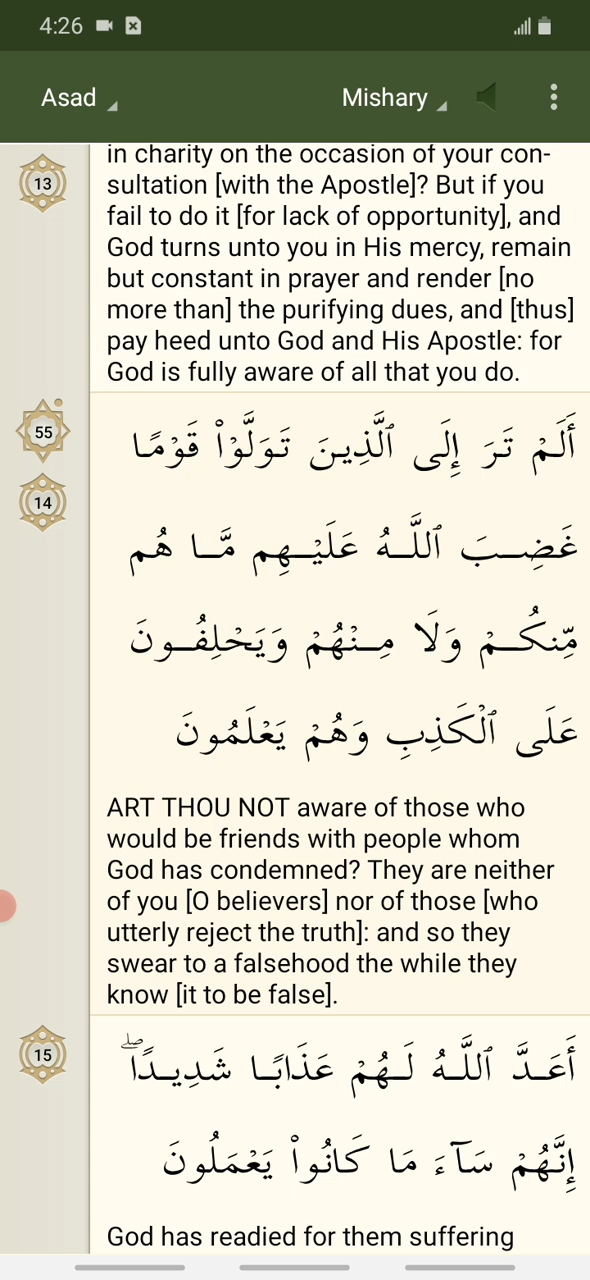 4:26
Asad Mishary
in charity on the occasion of your con-
13
sultation [with the Apostle]? But if you
fail to do it [for lack of opportunity], and
God turns unto you in His mercy, remain
but constant in prayer and render [no
more than] the purifying dues, and [thus]
pay heed unto God and His Apostle: for
God is fully aware of all that you do.
55
أَلَمْ تَرَ إِلَى ٱلَّذِينَ تَوَلَّوْا۟ قَوْمًا
14
غَضِبَ ٱللَّهُ عَلَيْهِم مَّا هُم
مِّنكُمْ وَلَا مِنْهُمْ وَيَحْلِفُونَ
عَلَى ٱلْكَذِبِ وَهُمْ يَعْلَمُونَ
ART THOU NOT aware of those who
would be friends with people whom
God has condemned? They are neither
of you [O believers] nor of those [who
utterly reject the truth]: and so they
swear to a falsehood the while they
know [it to be false].
15
أَعَدَّ ٱللَّهُ لَهُمْ عَذَابًا شَدِيدًا ۖ
إِنَّهُمْ سَآءَ مَا كَانُوا۟ يَعْمَلُونَ
God has readied for them suffering